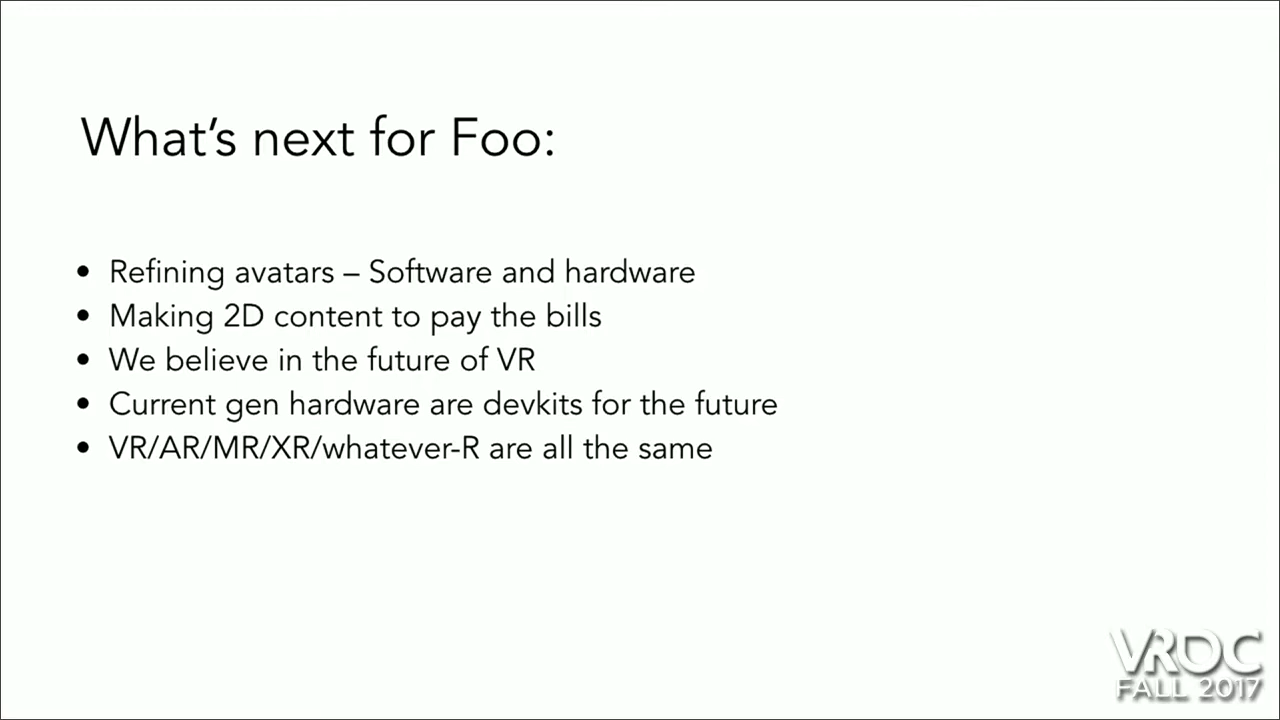 What’s next for Foo:
• Refining avatars – Software and hardware
• Making 2D content to pay the bills
• We believe in the future of VR
• Current gen hardware are devkits for the future
• VR/AR/MR/XR/whatever-R are all the same
VRDC
FALL 2017